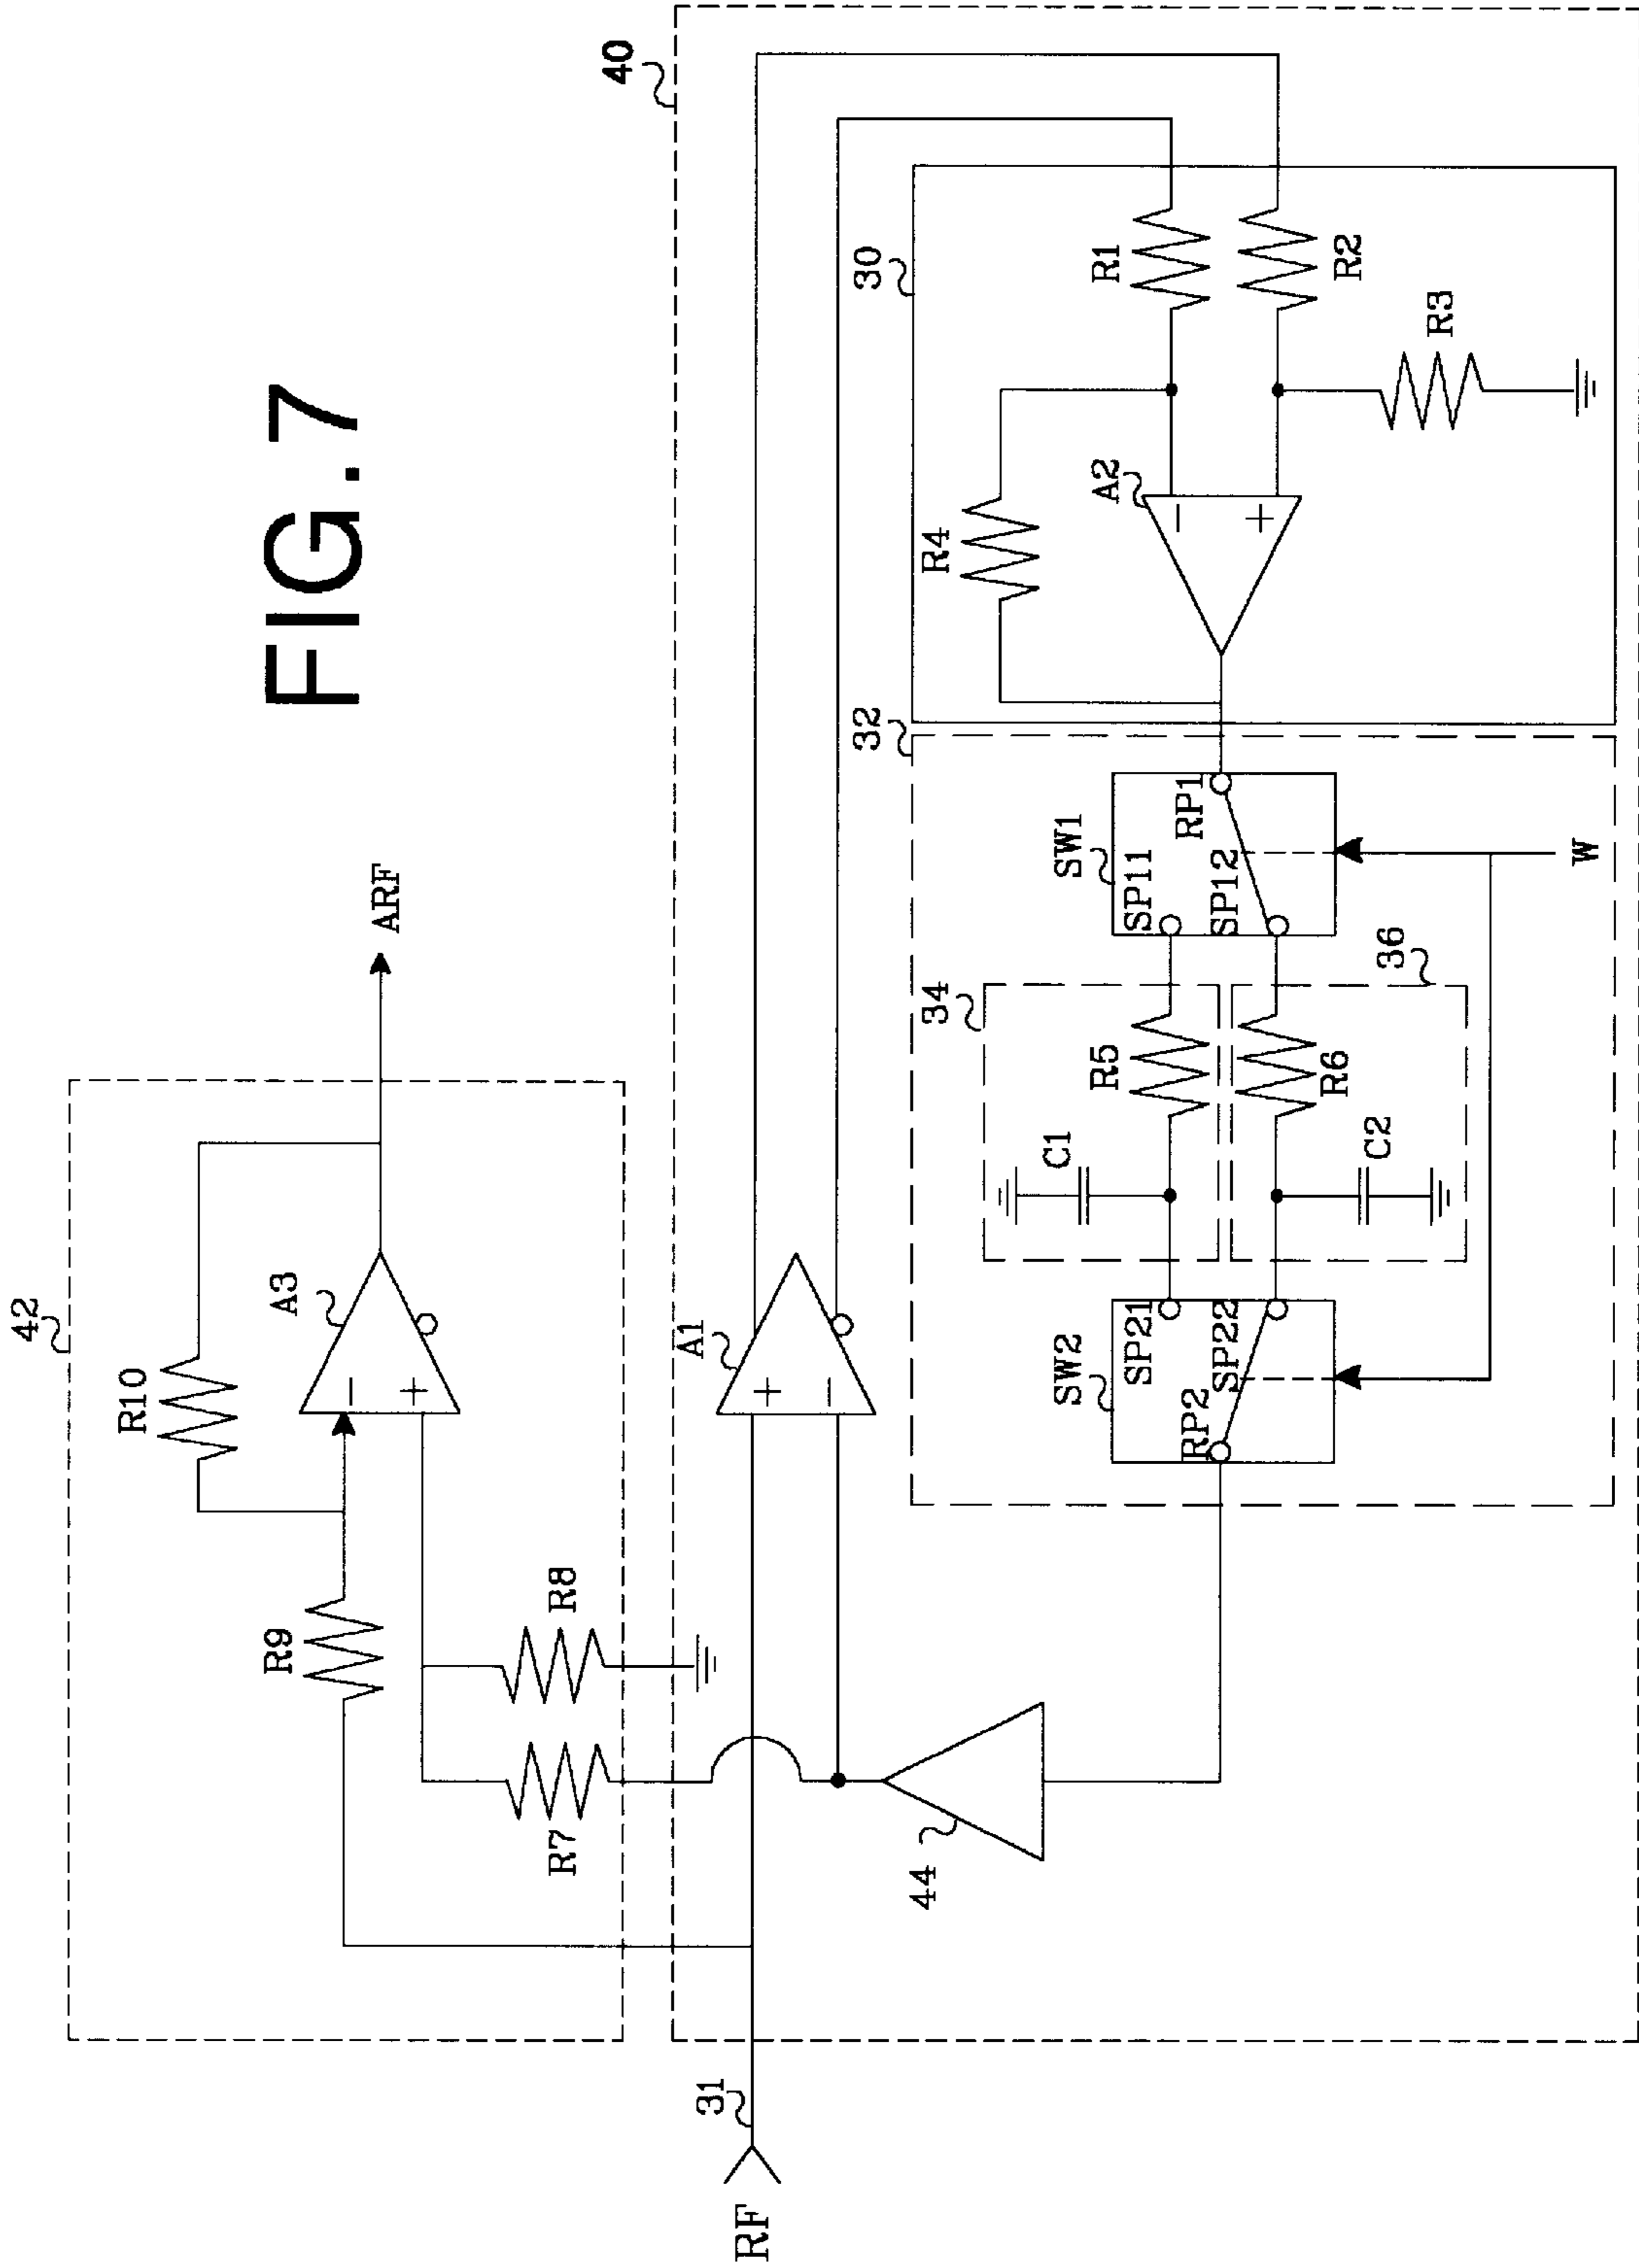 FIG.7
42
R10
A3
ARF
R9
R8
R7
RF
31
40
A1
44
30
R1
R2
R3
R4
A2
32
SW1
SP11
RP1
SP12
W
34
36
R5
R6
C1
C2
SW2
SP21
SP22
RP2